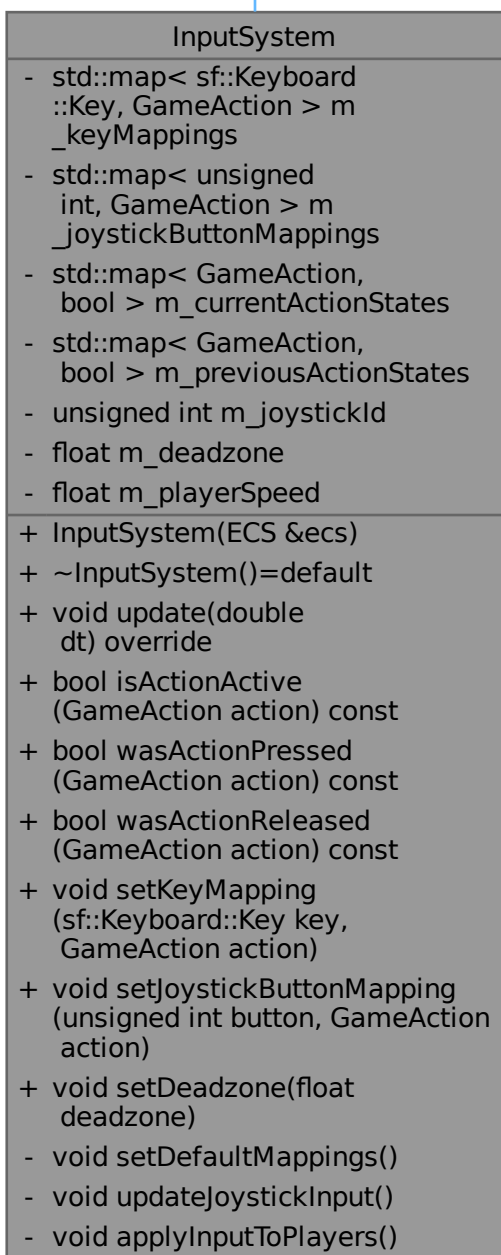 InputSystem
- std::map< sf::Keyboard
::Key, GameAction > m
_keyMappings
- std::map< unsigned
int, GameAction > m
_joystickButtonMappings
- std::map< GameAction,
bool > m_currentActionStates
- std::map< GameAction,
bool > m_previousActionStates
- unsigned int m_joystickId
- float m_deadzone
- float m_playerSpeed
+ InputSystem(ECS &ecs)
+ ~InputSystem()=default
+ void update(double
dt) override
+ bool isActionActive
(GameAction action) const
+ bool wasActionPressed
(GameAction action) const
+ bool wasActionReleased
(GameAction action) const
+ void setKeyMapping
(sf::Keyboard::Key key,
GameAction action)
+ void setJoystickButtonMapping
(unsigned int button, GameAction
action)
+ void setDeadzone(float
deadzone)
- void setDefaultMappings()
- void updateJoystickInput()
- void applyInputToPlayers()